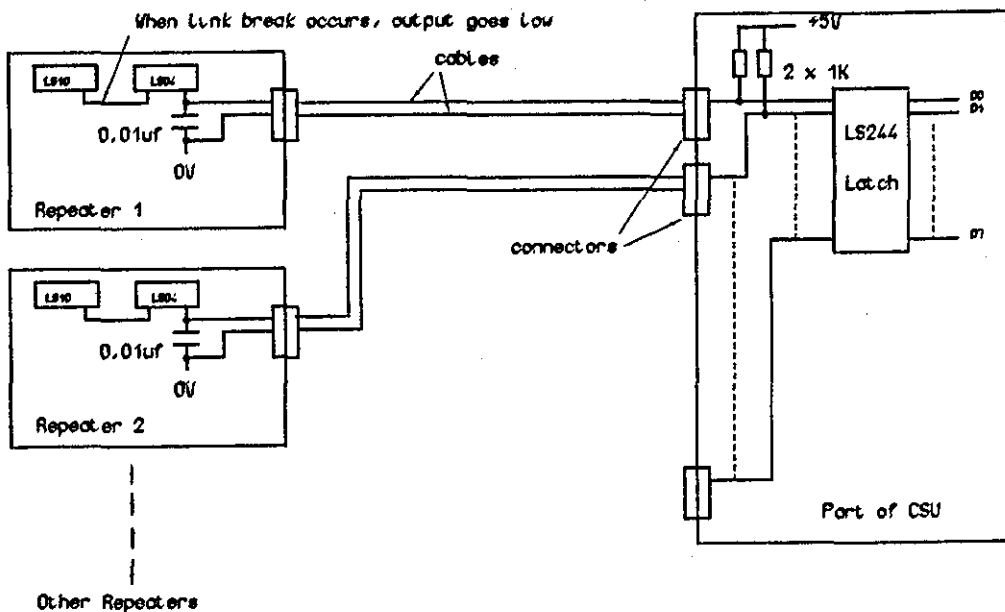 When link break occurs, output goes low
LS10
LS04
0.01uf
0V
Repeater 1
cables
+5V
2 x 1K
D0
D1
LS244
Latch
D7
connectors
LS10
LS04
0.01uf
0V
Repeater 2
Part of CSU
Other Repeaters